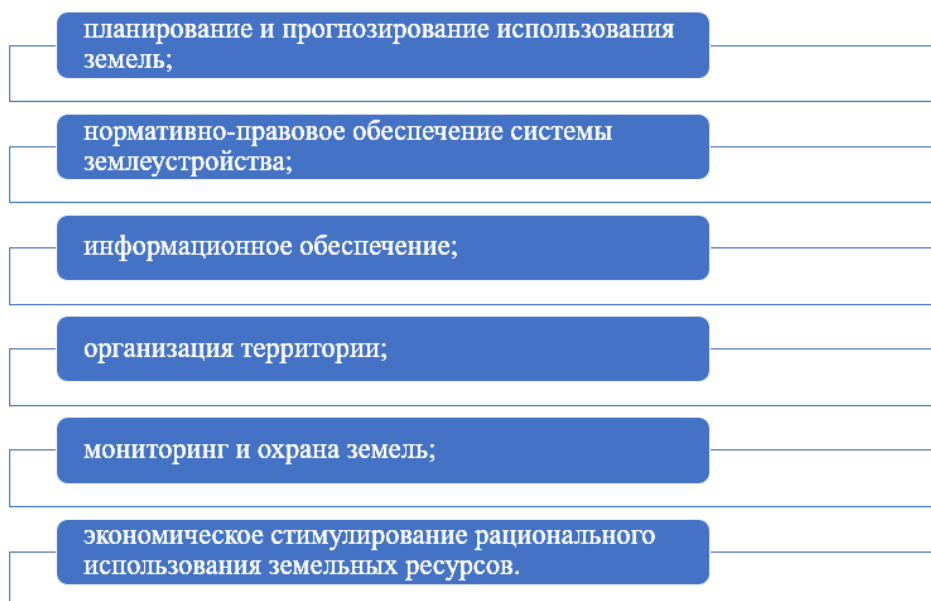 планирование и прогнозирование использования
земель;
нормативно-правовое обеспечение системы
землеустройства;
информационное обеспечение;
организация территории;
мониторинг и охрана земель;
экономическое стимулирование рационального
использования земельных ресурсов.